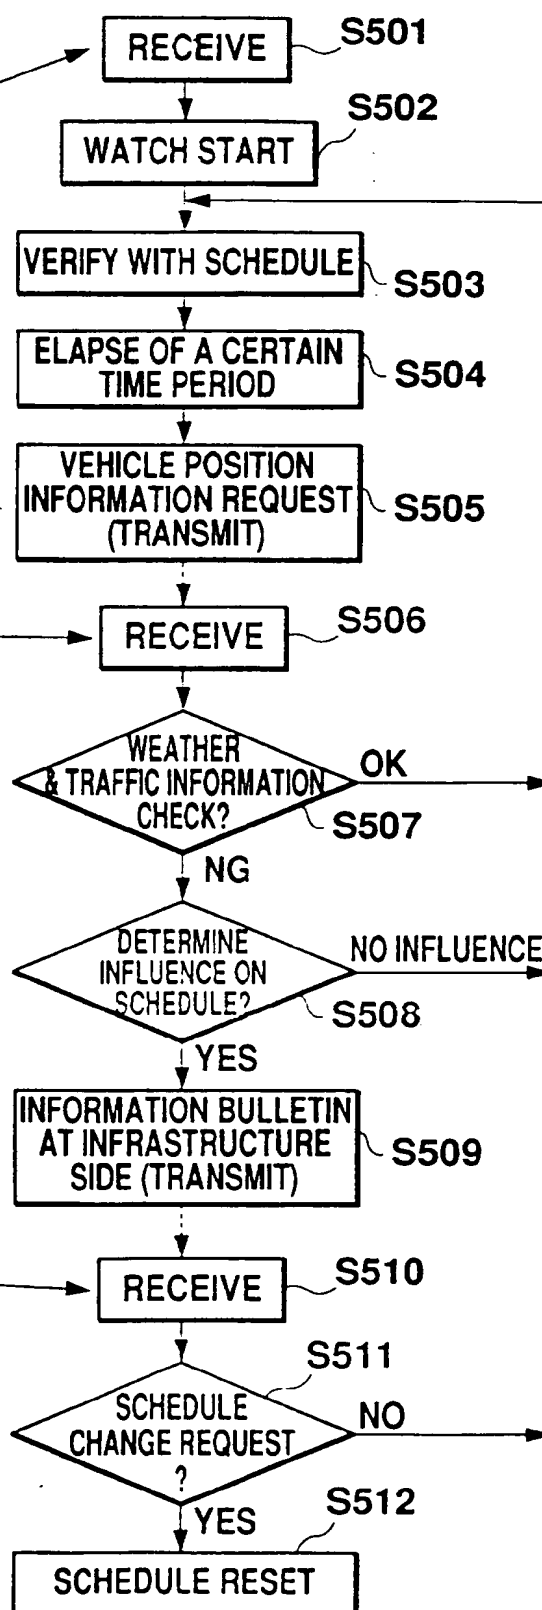 RECEIVE
S501
S502
WATCH START
VERIFY WITH SCHEDULE
S503
ELAPSE OF A CERTAIN
TIME PERIOD
S504
VEHICLE POSITION
INFORMATION REQUEST
(TRANSMIT)
S505
RECEIVE
S506
WEATHER
& TRAFFIC INFORMATION
CHECK?
OK
S507
NG
DETERMINE
INFLUENCE ON
SCHEDULE?
NO INFLUENCE
S508
YES
INFORMATION BULLETIN
AT INFRASTRUCTURE
SIDE (TRANSMIT)
S509
RECEIVE
S510
S511
SCHEDULE
CHANGE REQUEST
?
NO
YES
S512
SCHEDULE RESET